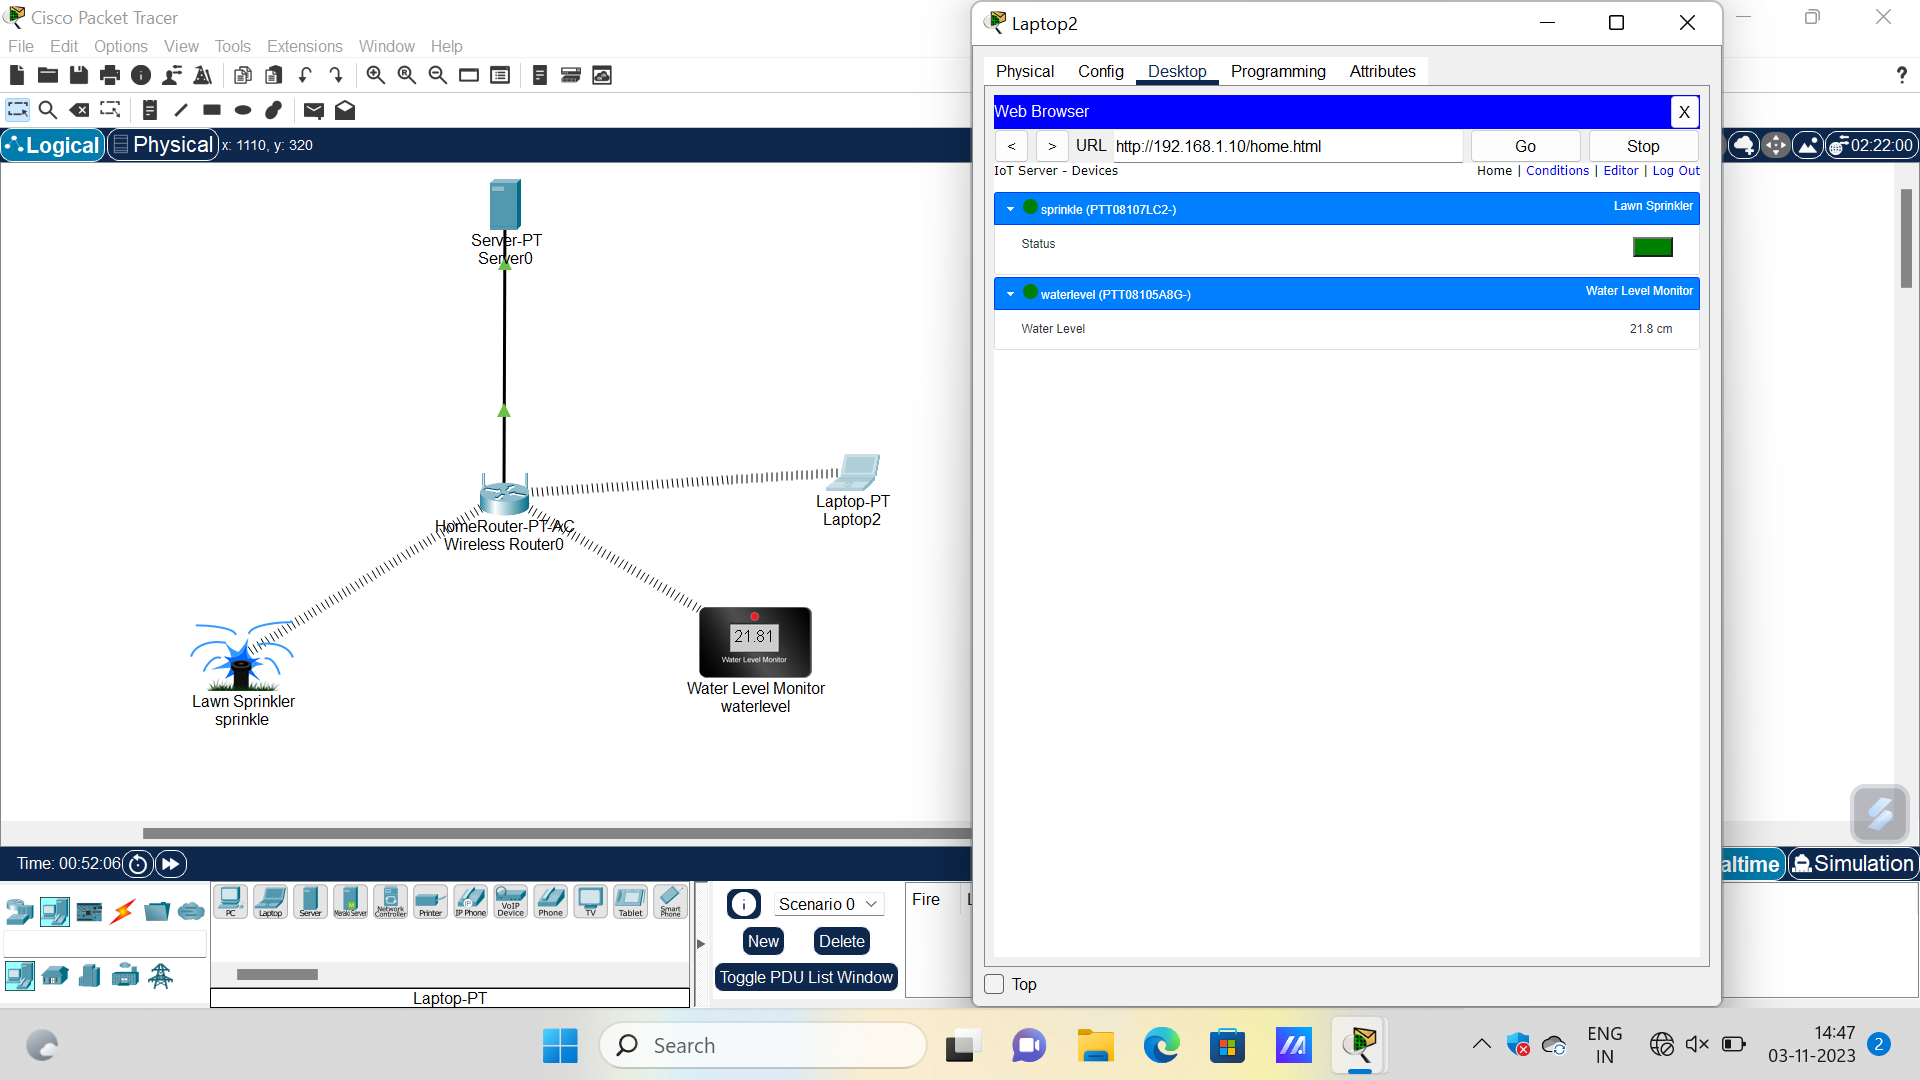 Cisco Packet Tracer
File Edit Options View Tools Extensions Window Help
Logical Physical x: 1110, y: 320
02:22:00
Server-PT
Server0
Laptop-PT
Laptop2
HomeRouter-PT-AC
Wireless Router0
21.81
Water Level Monitor
Lawn Sprinkler
sprinkle
Water Level Monitor
waterlevel
Time: 00:52:06
altime Simulation
PC Laptop Server Meraki Server Network Controller Printer IP Phone VoIP Device Phone TV Tablet Smart Phone
Laptop-PT
Scenario 0
New Delete
Toggle PDU List Window
Fire
Laptop2
Physical Config Desktop Programming Attributes
Web Browser X
< > URL http://192.168.1.10/home.html Go Stop
IoT Server - Devices Home | Conditions | Editor | Log Out
sprinkle (PTT08107LC2-) Lawn Sprinkler
Status
waterlevel (PTT08105A8G-) Water Level Monitor
Water Level 21.8 cm
Top
Search
ENG
IN
14:47
03-11-2023
2